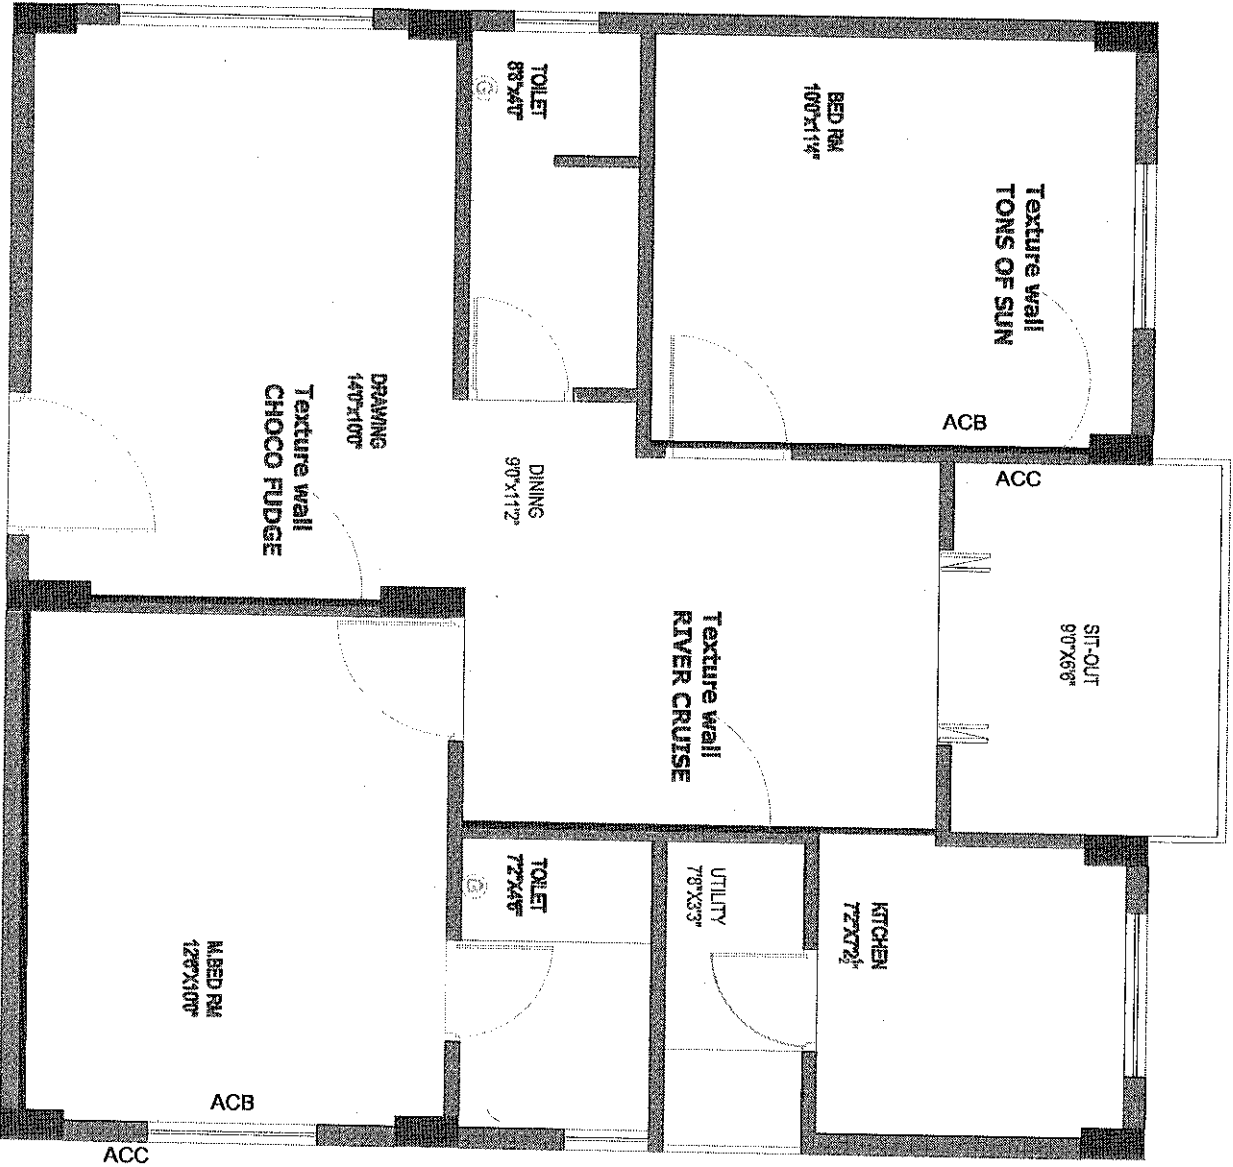 TOILET
8'8"x4'0"
G
BED RM
10'0"x11'4"
Texture wall
TONS OF SUN
ACB
ACC
DRAWING
14'0"x10'0"
Texture wall
CHOCO FUDGE
DINING
9'0"x11'2"
SIT-OUT
9'0"X6'6"
Texture wall
RIVER CRUISE
TOILET
7'2"X4'6"
G
UTILITY
7'8"X3'3"
KITCHEN
7'2"X7'2½"
M.BED RM
12'6"X10'0"
ACB
ACC